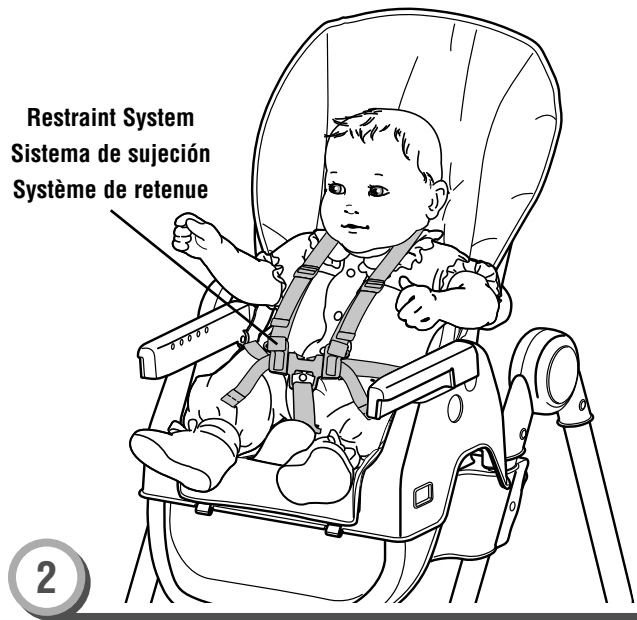 Restraint System
Sistema de sujeción
Système de retenue
2